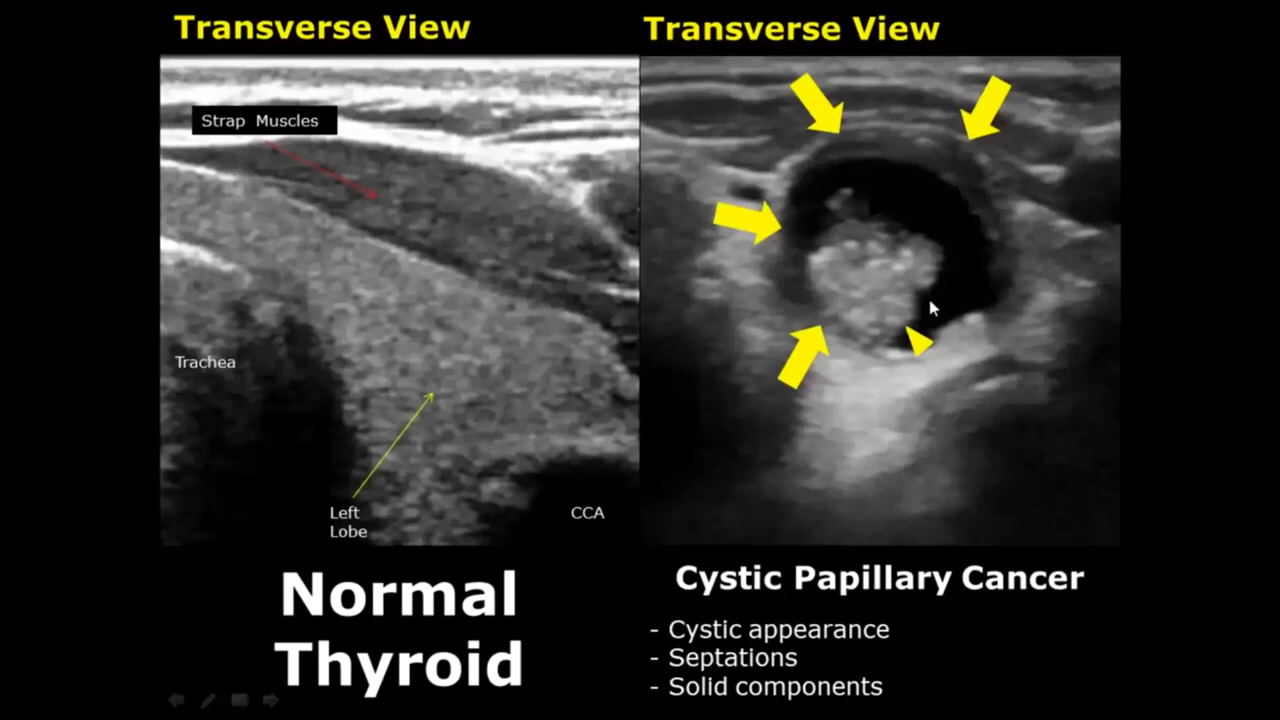 Transverse View
Strap Muscles
Trachea
Left
Lobe
CCA
Normal
Thyroid
Transverse View
Cystic Papillary Cancer
- Cystic appearance
- Septations
- Solid components